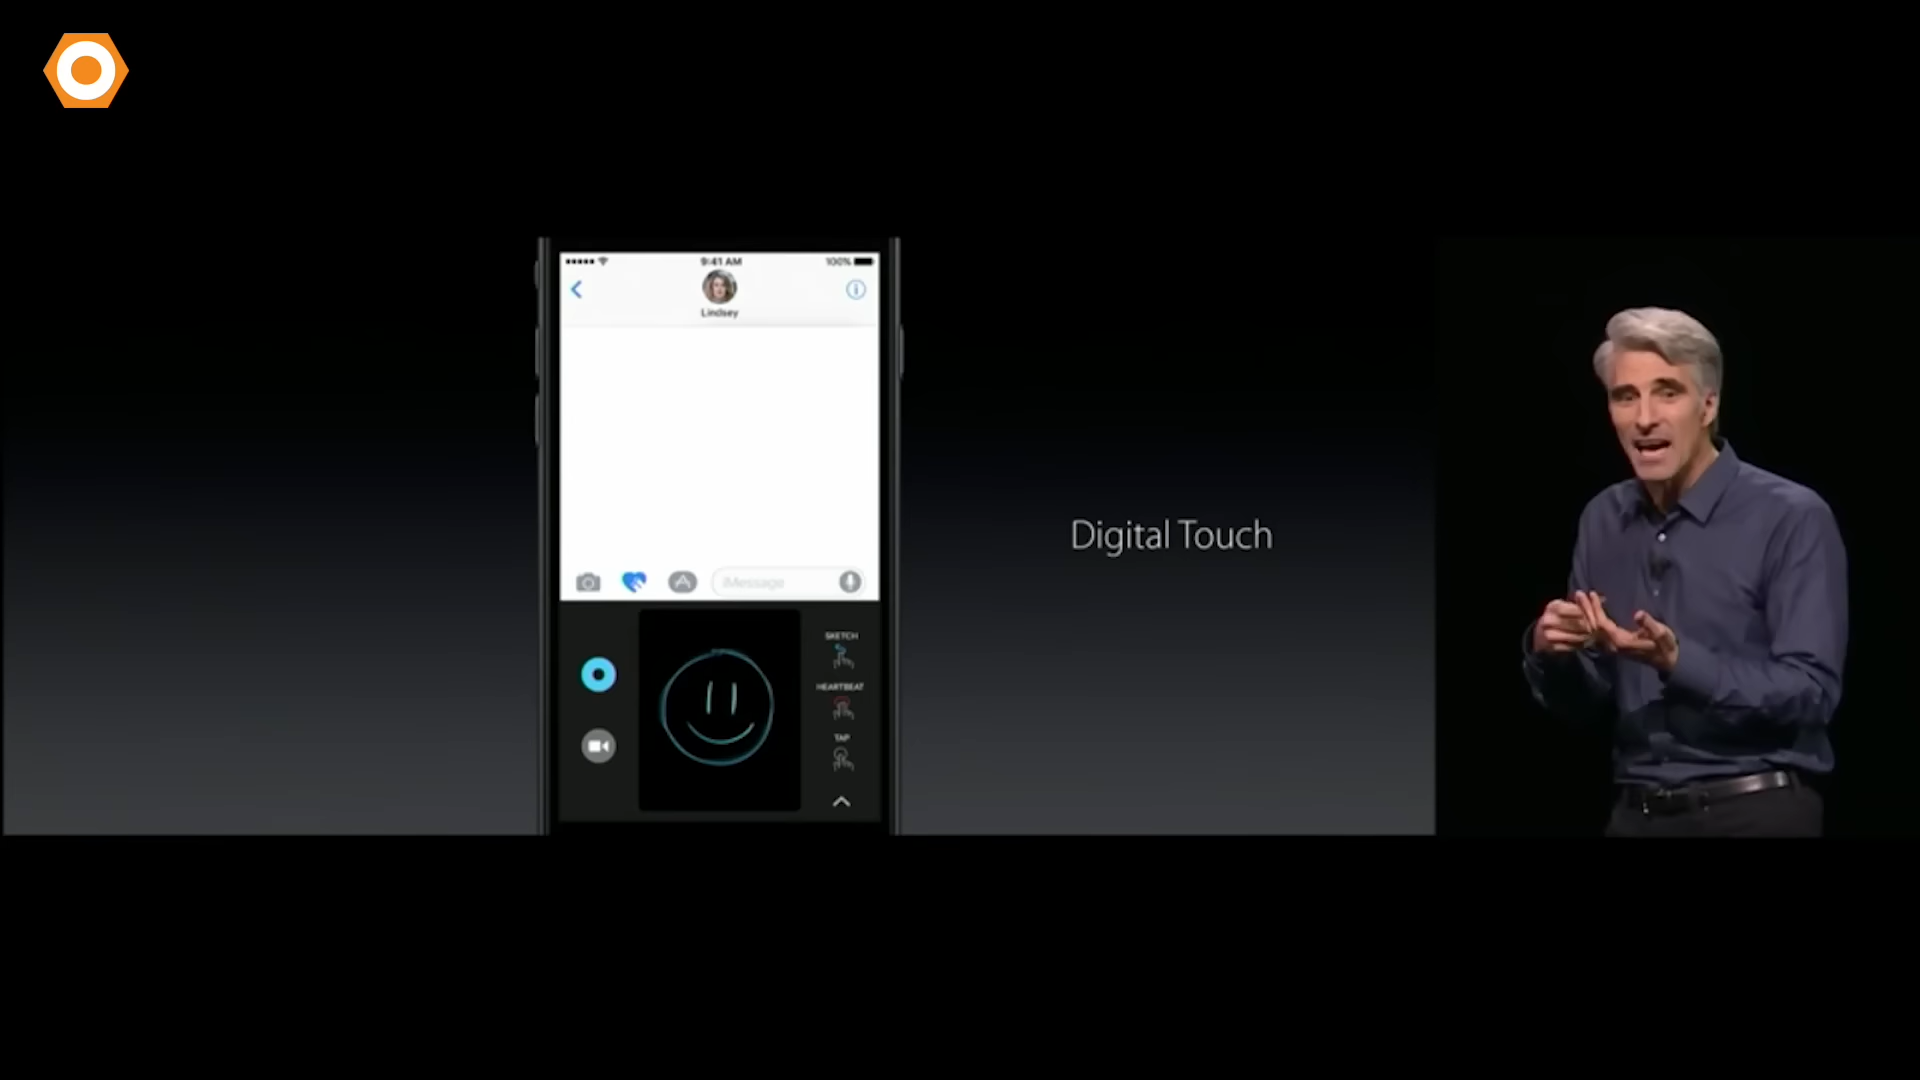 9:41 AM
100%
Lindsey
Digital Touch
iMessage
SKETCH
HEARTBEAT
TAP